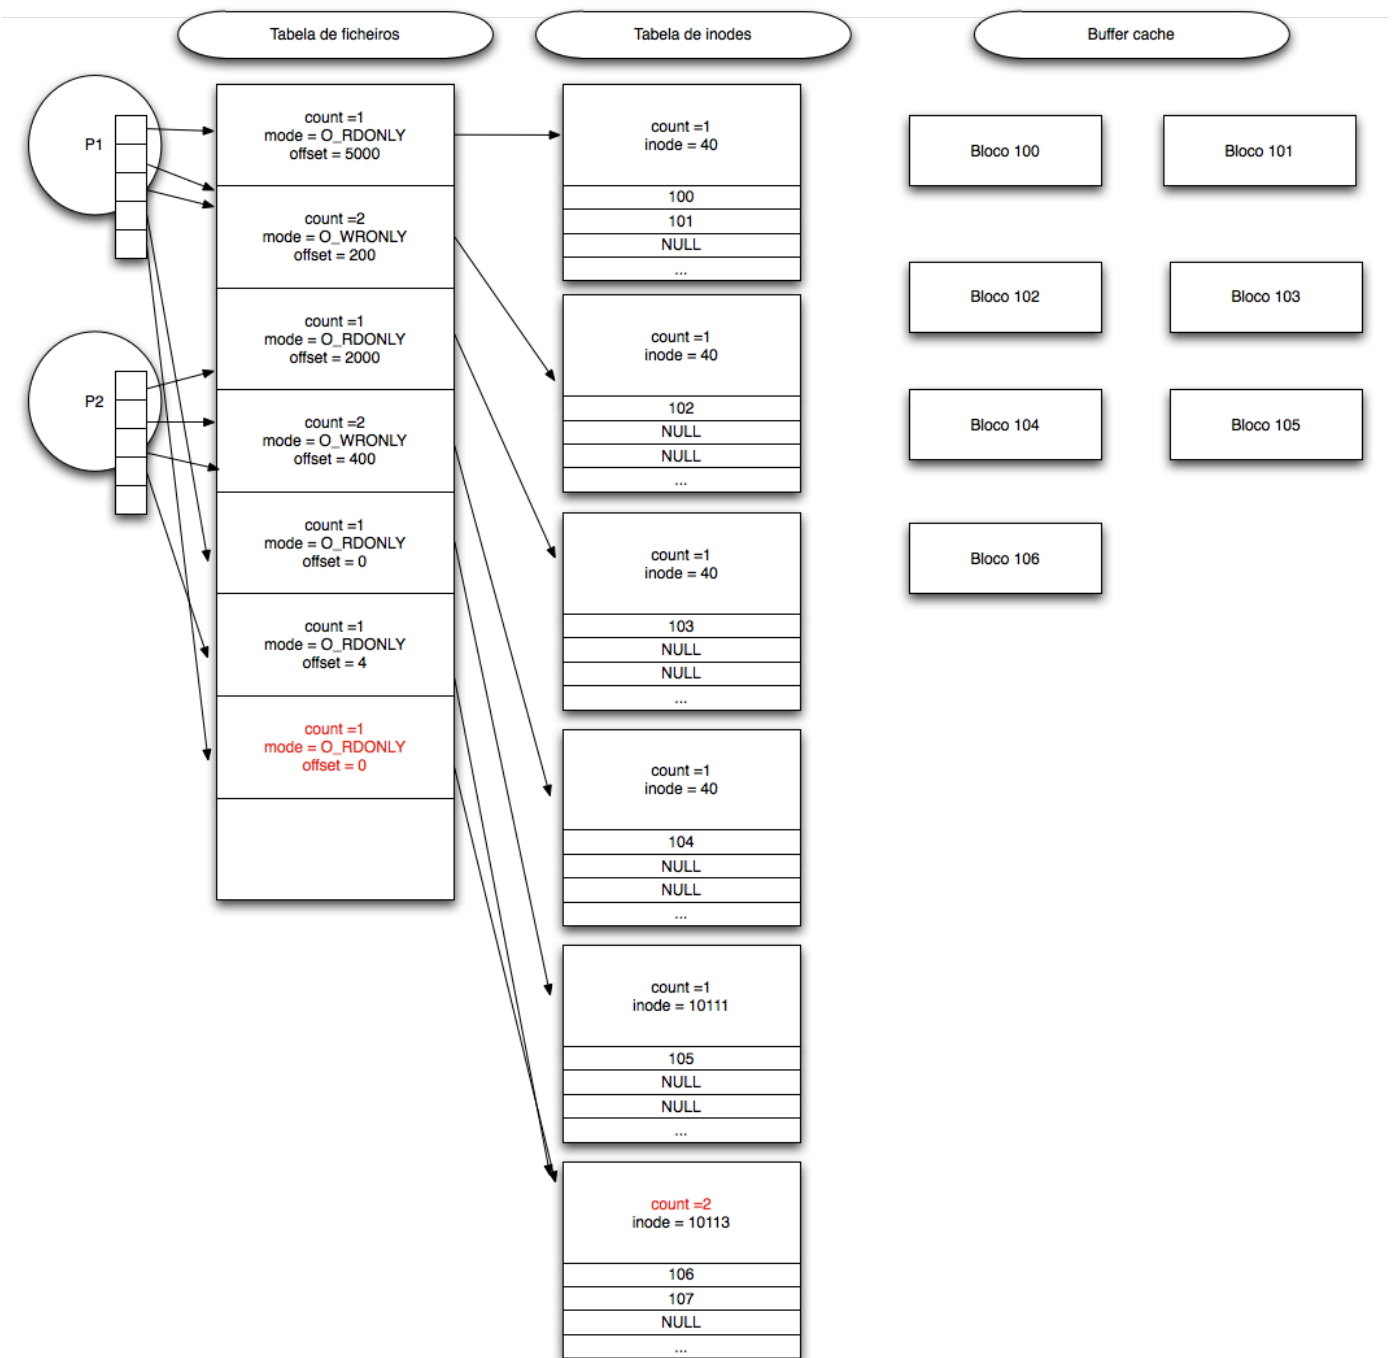 Tabela de ficheiros
Tabela de inodes
Buffer cache
P1
P2
count =1
mode = O_RDONLY
offset = 5000
count =2
mode = O_WRONLY
offset = 200
count =1
mode = O_RDONLY
offset = 2000
count =2
mode = O_WRONLY
offset = 400
count =1
mode = O_RDONLY
offset = 0
count =1
mode = O_RDONLY
offset = 4
count =1
mode = O_RDONLY
offset = 0
count =1
inode = 40
100
101
NULL
...
count =1
inode = 40
102
NULL
NULL
...
count =1
inode = 40
103
NULL
NULL
...
count =1
inode = 40
104
NULL
NULL
...
count =1
inode = 10111
105
NULL
NULL
...
count =2
inode = 10113
106
107
NULL
...
Bloco 100
Bloco 101
Bloco 102
Bloco 103
Bloco 104
Bloco 105
Bloco 106